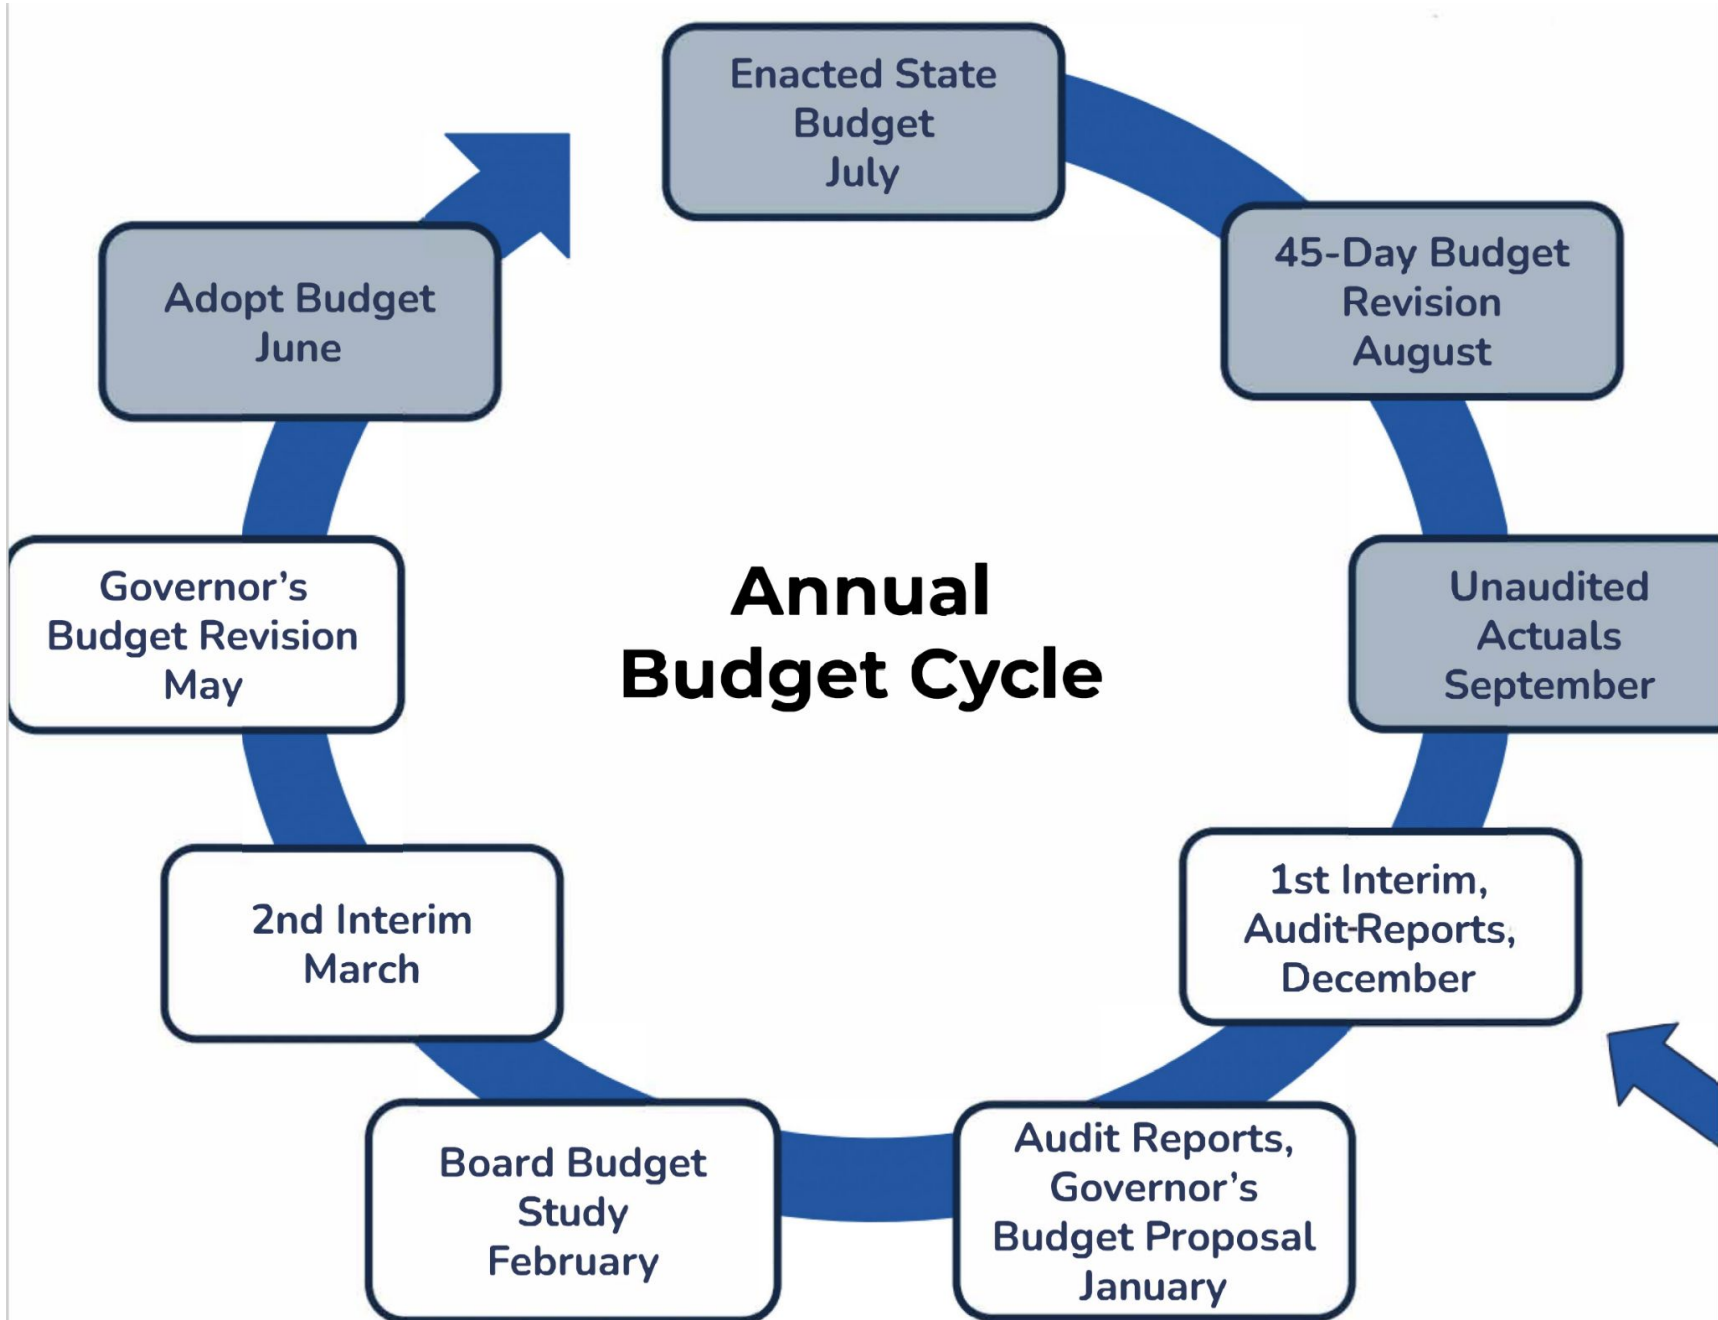 Enacted State
Budget
July
45-Day Budget
Revision
August
Unaudited
Actuals
September
1st Interim,
Audit-Reports,
December
Audit Reports,
Governor's
Budget Proposal
January
Board Budget
Study
February
2nd Interim
March
Governor's
Budget Revision
May
Adopt Budget
June
Annual
Budget Cycle